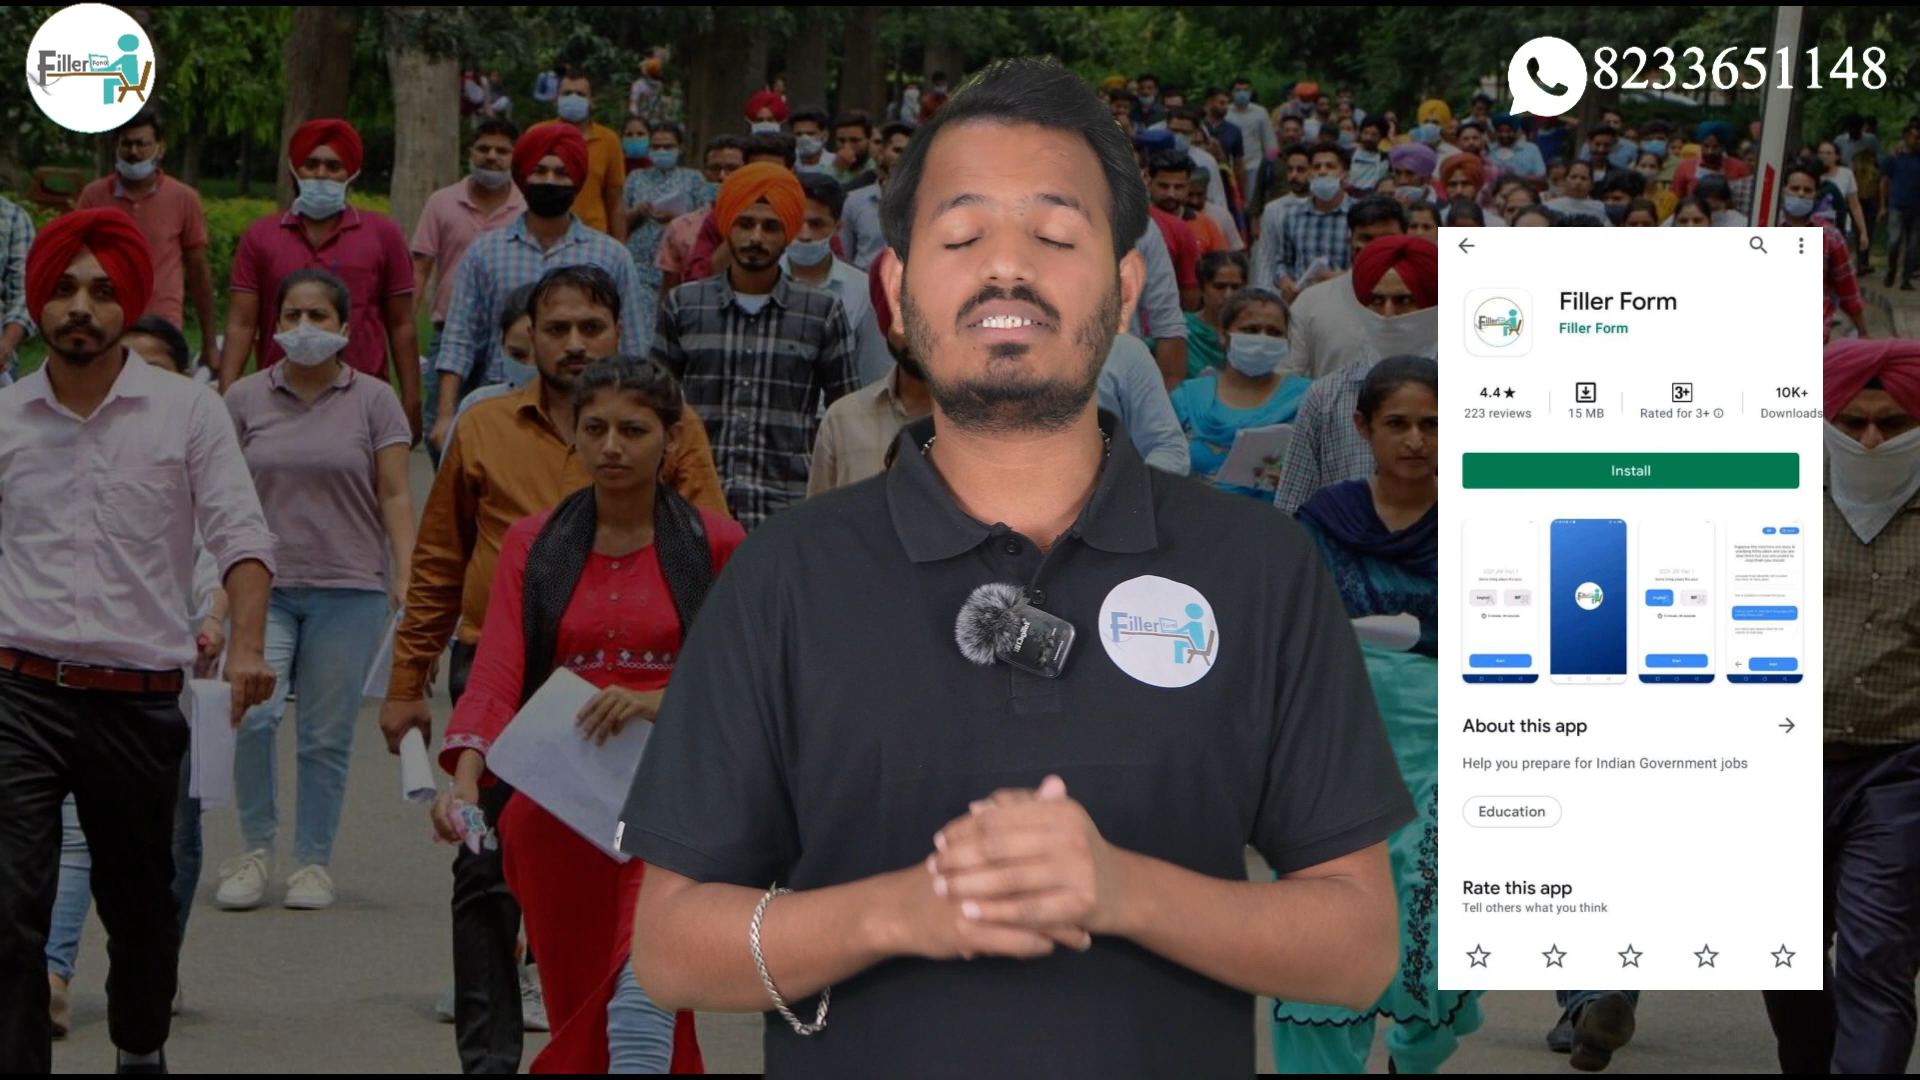 Filler Form
8233651148
Filler Form
Filler Form
4.4★
223 reviews
15 MB
3+
Rated for 3+
10K+
Downloads
Install
About this app
Help you prepare for Indian Government jobs
Education
Rate this app
Tell others what you think
Filler Form